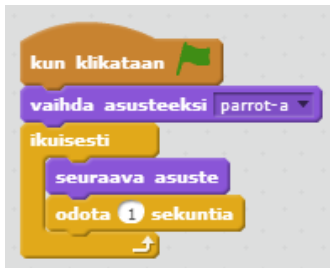 kun klikataan
vaihda asusteeksi parrot-a
ikuisesti
seuraava asuste
odota 1 sekuntia